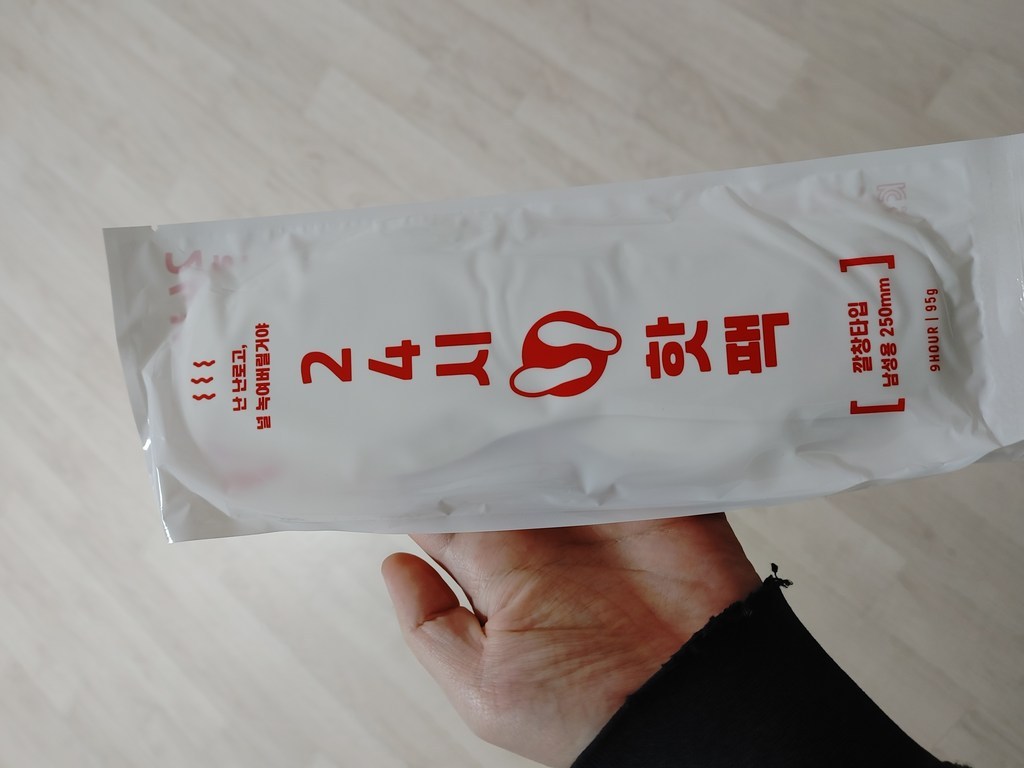 난 난로고,
널 녹여버릴거야
24시
핫팩
[깔창타입
남성용 250mm]
9HOUR | 95g